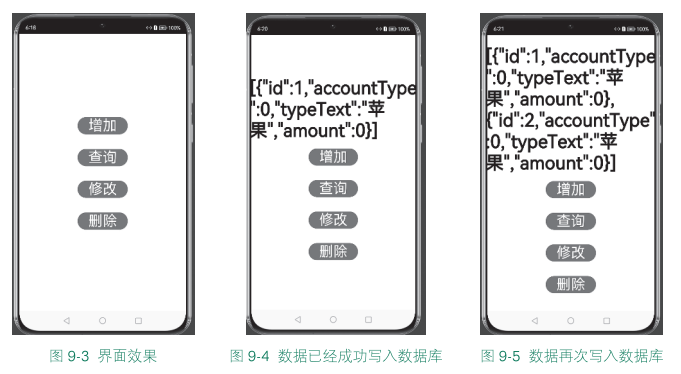 6:18
100%
增加
查询
修改
删除
图 9-3 界面效果
6:20
100%
[{"id":1,"accountType
":0,"typeText":"苹
果","amount":0}]
增加
查询
修改
删除
图 9-4 数据已经成功写入数据库
6:21
100%
[{"id":1,"accountType
":0,"typeText":"苹
果","amount":0},
{"id":2,"accountType"
:0,"typeText":"苹
果","amount":0}]
增加
查询
修改
删除
图 9-5 数据再次写入数据库